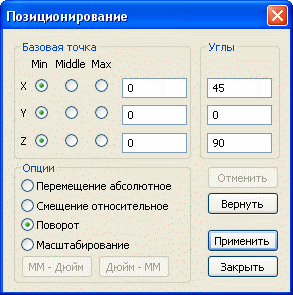 Позиционирование
Базовая точка
Углы
Min Middle Max
X 0 45
Y 0 0
Z 0 90
Опции
Перемещение абсолютное
Смещение относительное
Поворот
Масштабирование
ММ - Дюйм Дюйм - ММ
Отменить
Вернуть
Применить
Закрыть